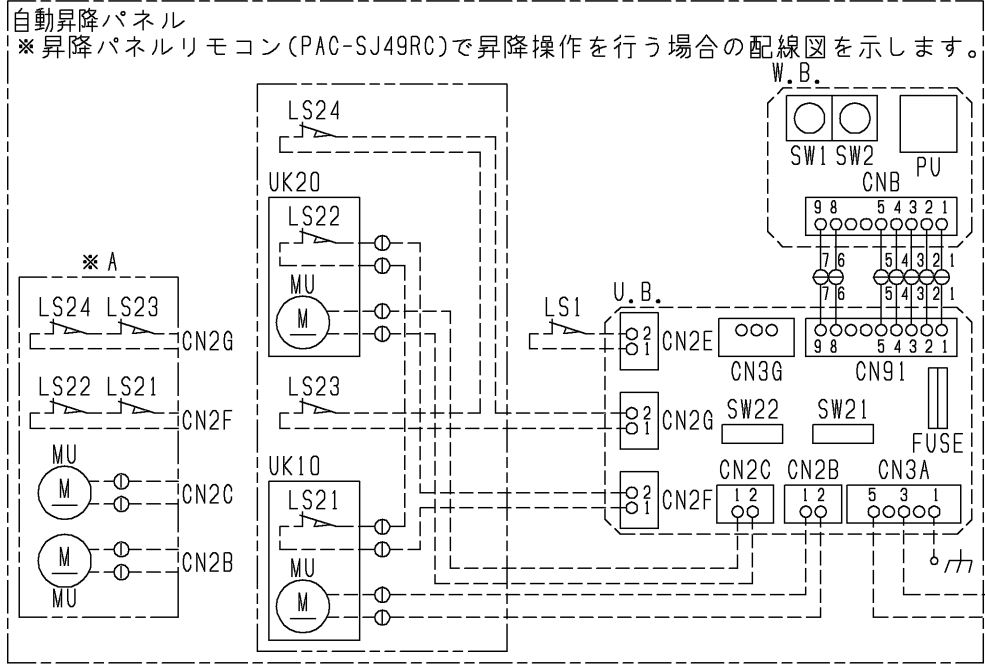 自動昇降パネル
※昇降パネルリモコン(PAC-SJ49RC)で昇降操作を行う場合の配線図を示します。
W.B.
SW1 SW2 PU
CNB
9 8 5 4 3 2 1
7 6 5 4 3 2 1
7 6 5 4 3 2 1
LS24
UK20
LS22
MU
M
※A
LS24 LS23
CN2G
LS22 LS21
CN2F
MU
M
CN2C
M
CN2B
MU
LS23
UK10
LS21
MU
M
LS1
U.B.
2
1
CN2E
CN3G
9 8 5 4 3 2 1
CN91
2
1
CN2G
SW22 SW21
FUSE
2
1
CN2F
CN2C CN2B CN3A
1 2 1 2 5 3 1